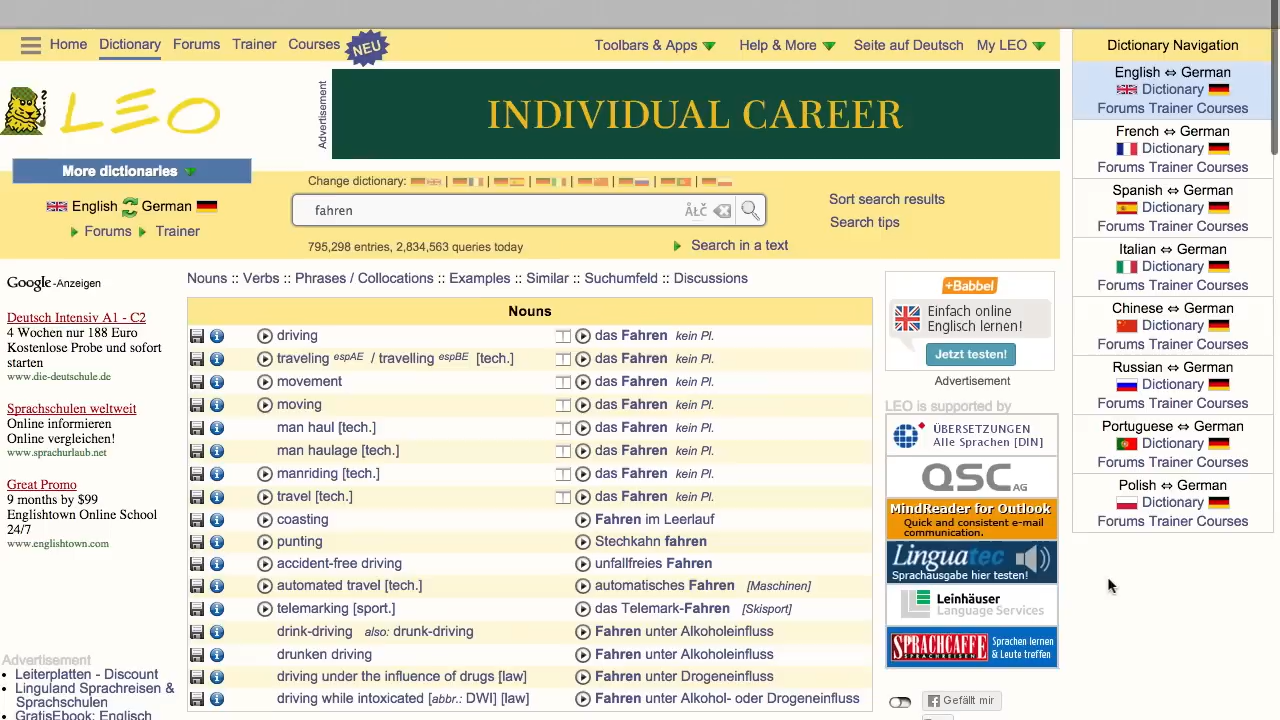 Home Dictionary Forums Trainer Courses NEU Toolbars & Apps Help & More Seite auf Deutsch My LEO
LEO
Advertisement
INDIVIDUAL CAREER
More dictionaries
English German
Forums Trainer
Change dictionary: | | | | | | |
fahren ÅŁČ
795,298 entries, 2,834,563 queries today
Search in a text
Sort search results
Search tips
Google-Anzeigen
Deutsch Intensiv A1 - C2
4 Wochen nur 188 Euro
Kostenlose Probe und sofort
starten
www.die-deutschule.de
Sprachschulen weltweit
Online informieren
Online vergleichen!
www.sprachurlaub.net
Great Promo
9 months by $99
Englishtown Online School
24/7
www.englishtown.com
Advertisement
Leiterplatten - Discount
Linguland Sprachreisen &
Sprachschulen
GratisEbook: Englisch
Nouns :: Verbs :: Phrases / Collocations :: Examples :: Similar :: Suchumfeld :: Discussions
Nouns
driving das Fahren kein Pl.
traveling espAE / travelling espBE [tech.] das Fahren kein Pl.
movement das Fahren kein Pl.
moving das Fahren kein Pl.
man haul [tech.] das Fahren kein Pl.
man haulage [tech.] das Fahren kein Pl.
manriding [tech.] das Fahren kein Pl.
travel [tech.] das Fahren kein Pl.
coasting Fahren im Leerlauf
punting Stechkahn fahren
accident-free driving unfallfreies Fahren
automated travel [tech.] automatisches Fahren [Maschinen]
telemarking [sport.] das Telemark-Fahren [Skisport]
drink-driving also: drunk-driving Fahren unter Alkoholeinfluss
drunken driving Fahren unter Alkoholeinfluss
driving under the influence of drugs [law] Fahren unter Drogeneinfluss
driving while intoxicated [abbr.: DWI] [law] Fahren unter Alkohol- oder Drogeneinfluss
+Babbel
Einfach online
Englisch lernen!
Jetzt testen!
Advertisement
LEO is supported by
ÜBERSETZUNGEN
Alle Sprachen [DIN]
QSC AG
MindReader for Outlook
Quick and consistent e-mail
communication.
Linguatec
Sprachausgabe hier testen!
Leinhäuser
Language Services
SPRACHCAFFE Sprachen lernen
SPRACHREISEN & Leute treffen
Gefällt mir
Dictionary Navigation
English ⇔ German
Dictionary
Forums Trainer Courses
French ⇔ German
Dictionary
Forums Trainer Courses
Spanish ⇔ German
Dictionary
Forums Trainer Courses
Italian ⇔ German
Dictionary
Forums Trainer Courses
Chinese ⇔ German
Dictionary
Forums Trainer Courses
Russian ⇔ German
Dictionary
Forums Trainer Courses
Portuguese ⇔ German
Dictionary
Forums Trainer Courses
Polish ⇔ German
Dictionary
Forums Trainer Courses